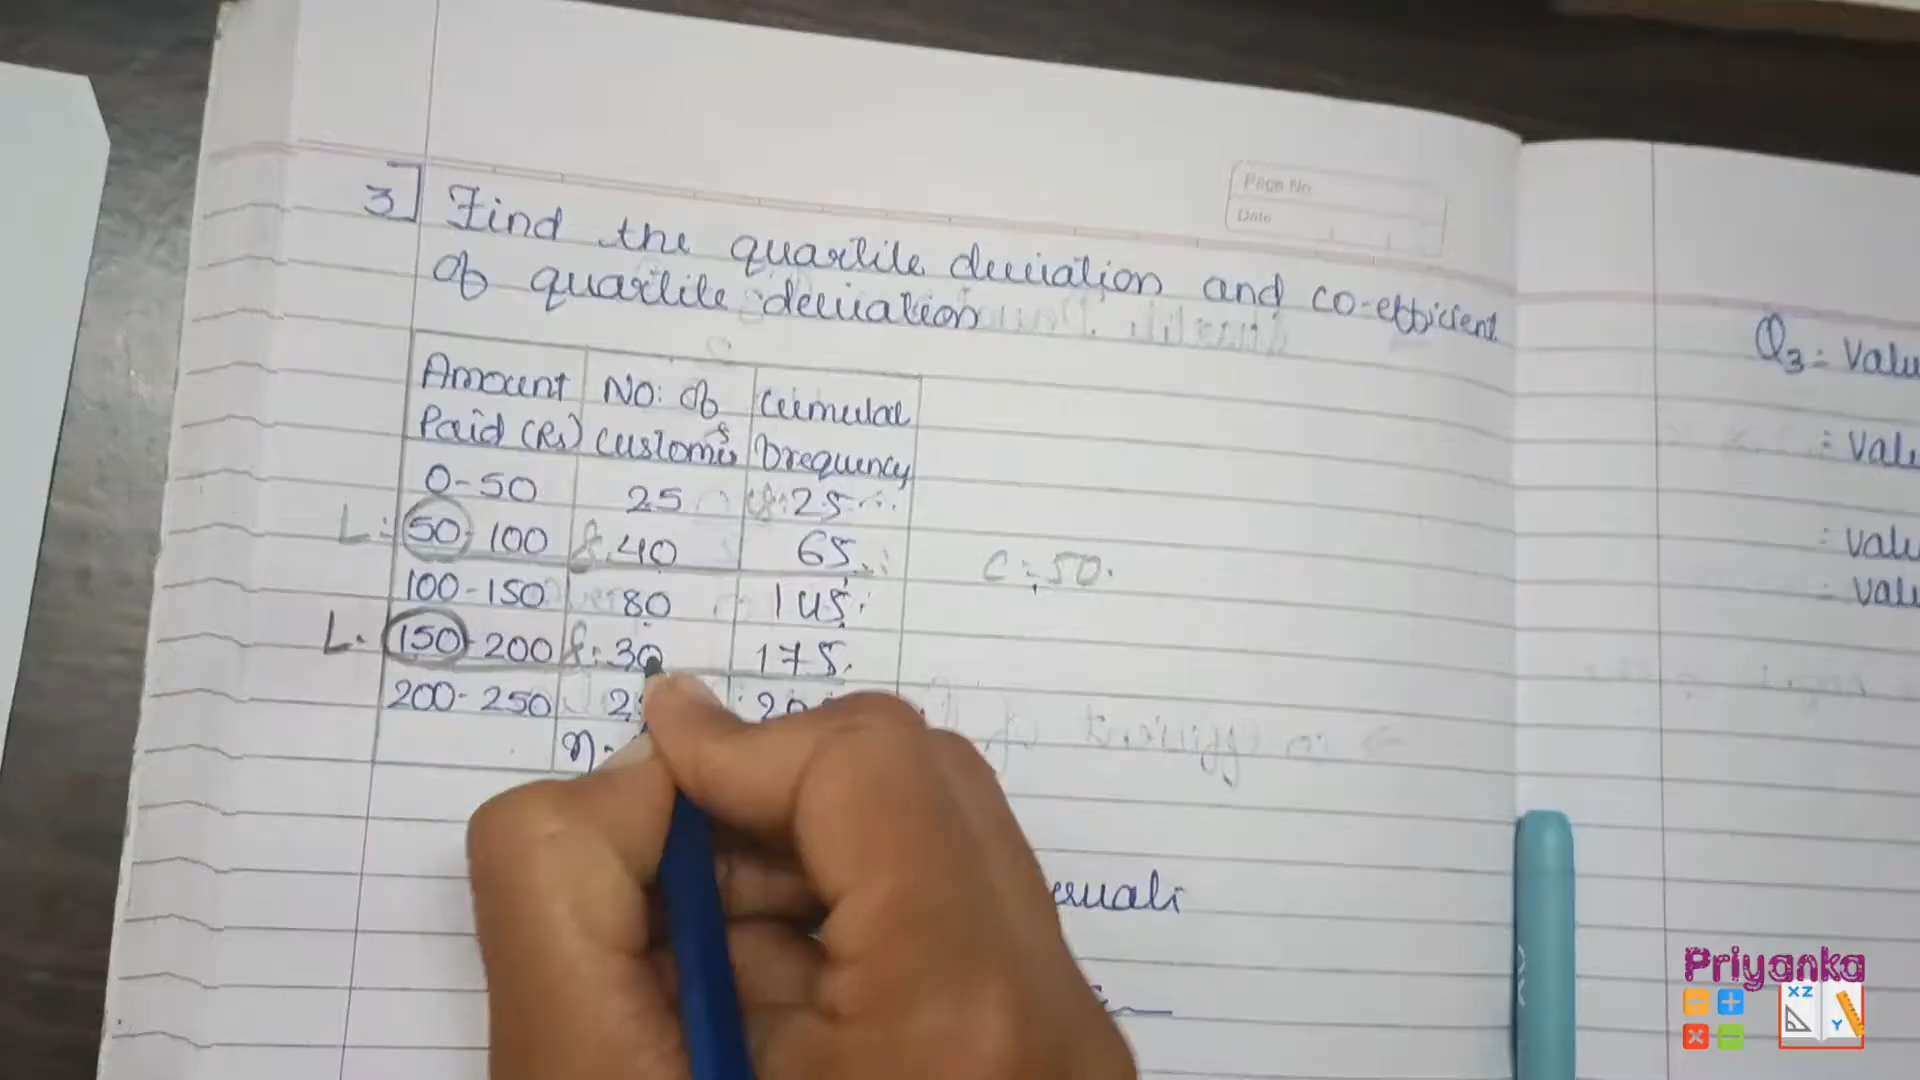 Page No
Date
3] Find the quartile deviation and co-efficient
of quartile deviation
Amount No: of Cumulal
Paid (Rs) Customers frequency
0-50 25 25
L: 50-100 f. 40 65
C = 50.
100-150 80 145
L. 150-200 f: 30 175.
200-250
Q3 = Valu
: Valu
: Valu
: Valu
Priyanka
XZ
Y